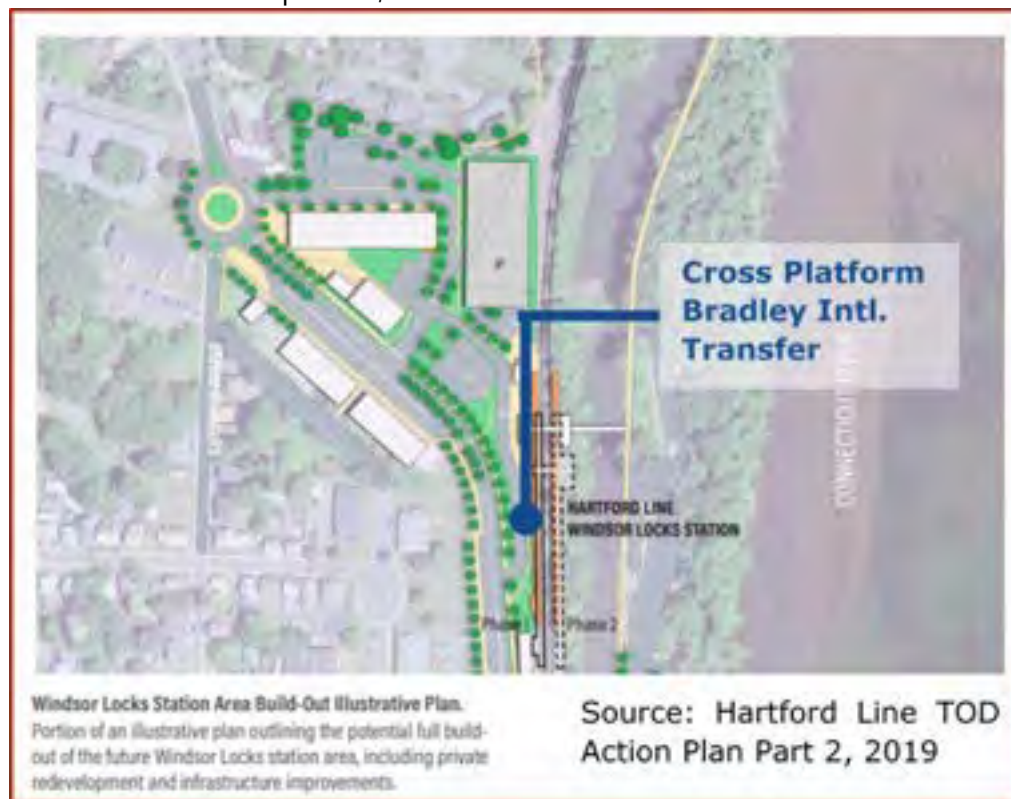 Cross Platform
Bradley Intl.
Transfer
HARTFORD LINE
WINDSOR LOCKS STATION
Phase
Phase 2
Windsor Locks Station Area Build-Out Illustrative Plan.
Portion of an illustrative plan outlining the potential full build-
out of the future Windsor Locks station area, including private
redevelopment and infrastructure improvements.
Source: Hartford Line TOD
Action Plan Part 2, 2019